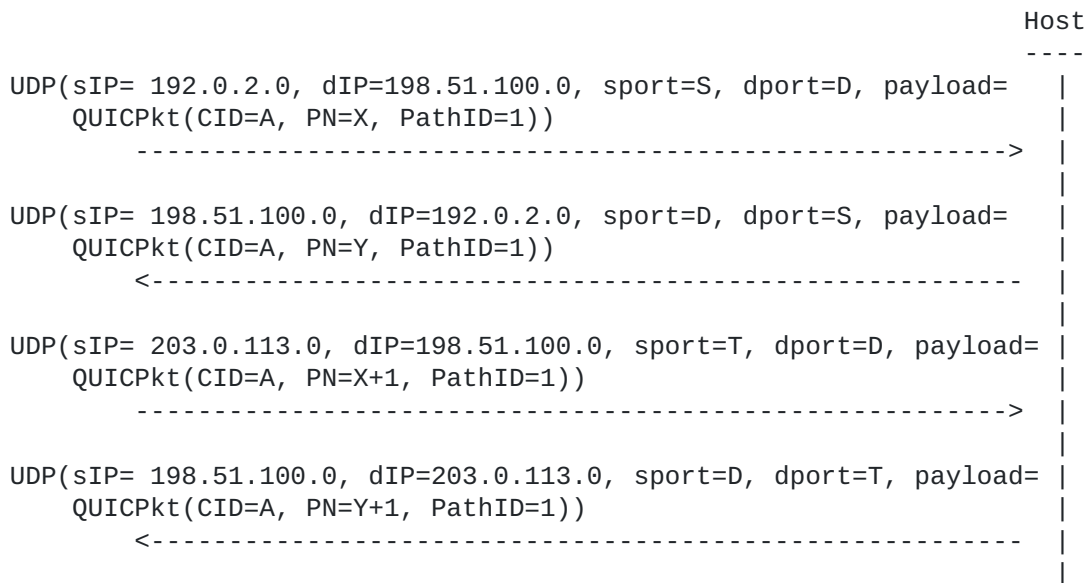 Host
----
UDP(sIP= 192.0.2.0, dIP=198.51.100.0, sport=S, dport=D, payload= |
QUICPkt(CID=A, PN=X, PathID=1)) |
--------------------------------------------------------> |
|
UDP(sIP= 198.51.100.0, dIP=192.0.2.0, sport=D, dport=S, payload= |
QUICPkt(CID=A, PN=Y, PathID=1)) |
<-------------------------------------------------------- |
|
UDP(sIP= 203.0.113.0, dIP=198.51.100.0, sport=T, dport=D, payload= |
QUICPkt(CID=A, PN=X+1, PathID=1)) |
--------------------------------------------------------> |
|
UDP(sIP= 198.51.100.0, dIP=203.0.113.0, sport=D, dport=T, payload= |
QUICPkt(CID=A, PN=Y+1, PathID=1)) |
<-------------------------------------------------------- |
|